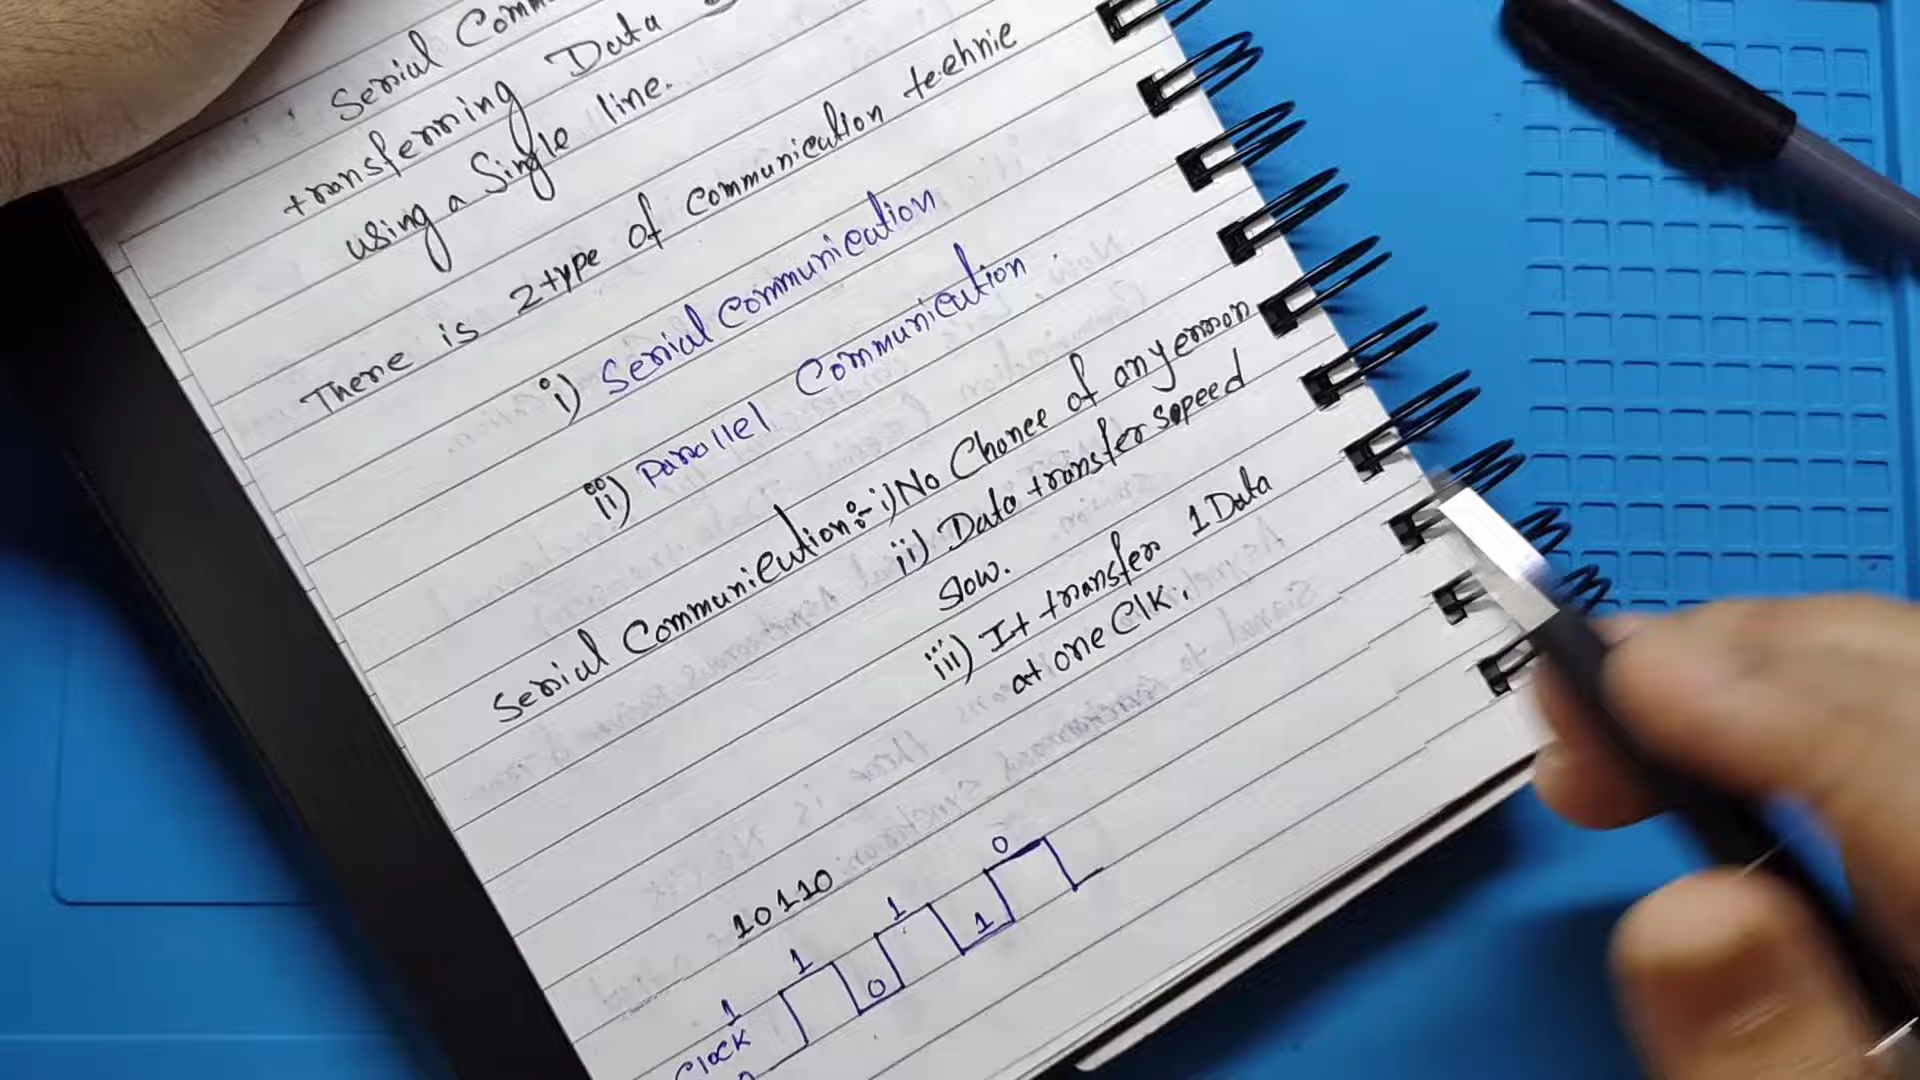 Serial Comm
transferring Data
using a Single line.
There is 2 type of communication technie
i) Serial Communication
ii) Parallel Communication
Serial Communication:- i) No Chance of any error
ii) Data transfer sopeed
slow.
iii) It transfer 1 Data
at one Clk.
10110
1 1 0 1 1 0
Clock